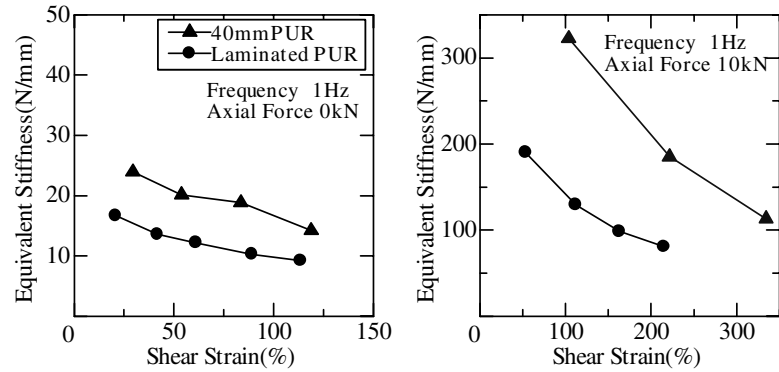 50
40
30
20
10
0
50
100
150
Equivalent Stiffness(N/mm)
Shear Strain(%)
40mmPUR
Laminated PUR
Frequency 1Hz
Axial Force 0kN
300
200
100
0
100
200
300
Equivalent Stiffness(N/mm)
Shear Strain(%)
Frequency 1Hz
Axial Force 10kN